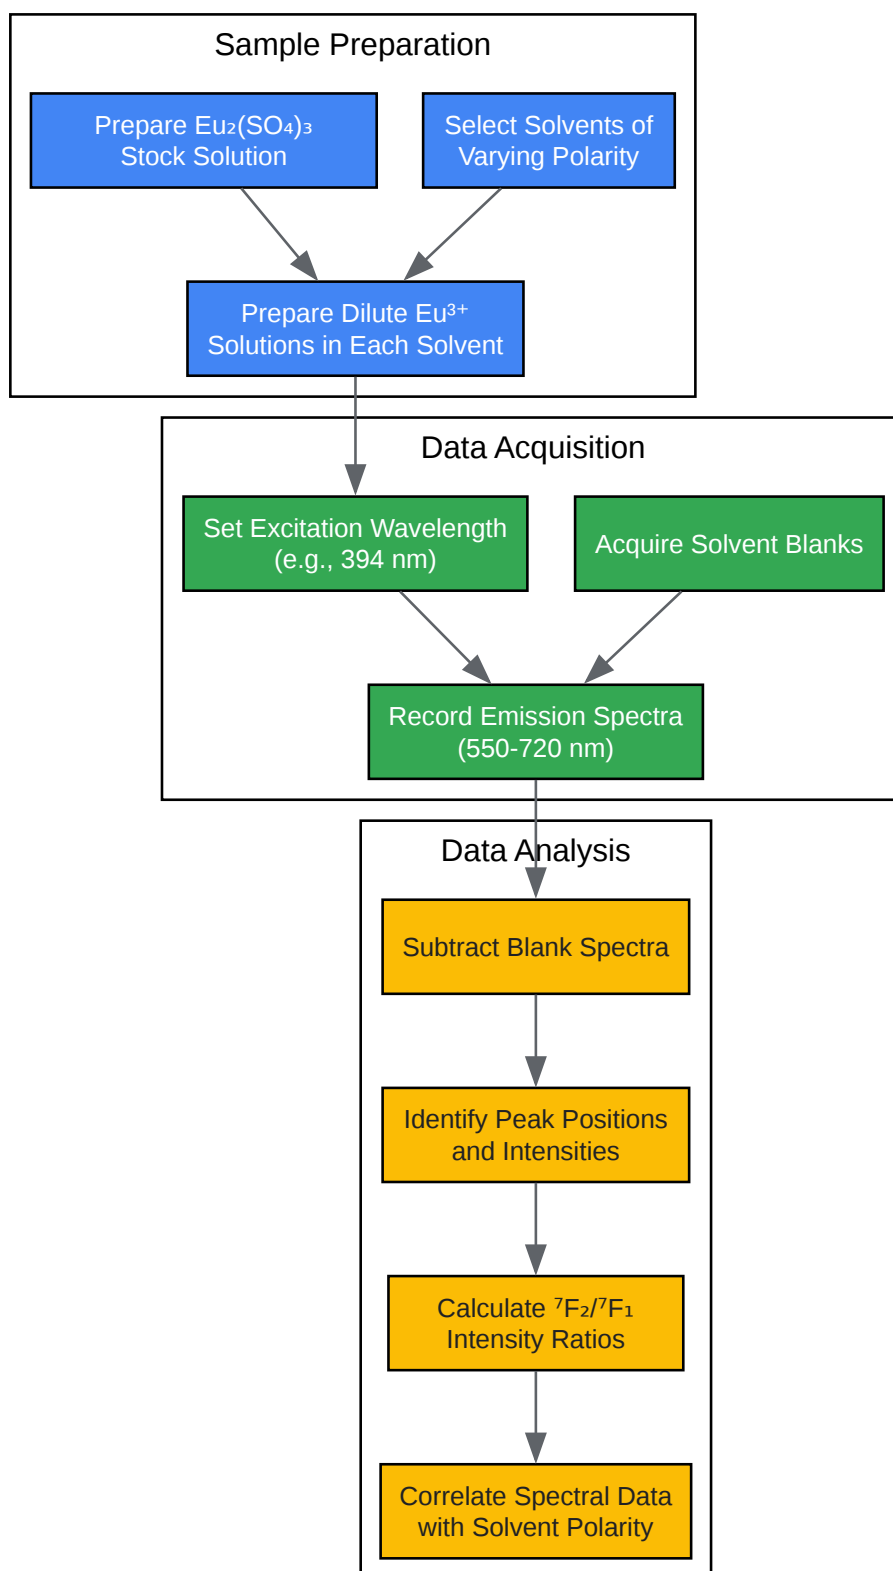 Sample Preparation
Prepare Eu₂(SO₄)₃
Stock Solution
Select Solvents of
Varying Polarity
Prepare Dilute Eu³⁺
Solutions in Each Solvent
Data Acquisition
Set Excitation Wavelength
(e.g., 394 nm)
Acquire Solvent Blanks
Record Emission Spectra
(550-720 nm)
Data Analysis
Subtract Blank Spectra
Identify Peak Positions
and Intensities
Calculate ⁷F₂/⁷F₁
Intensity Ratios
Correlate Spectral Data
with Solvent Polarity